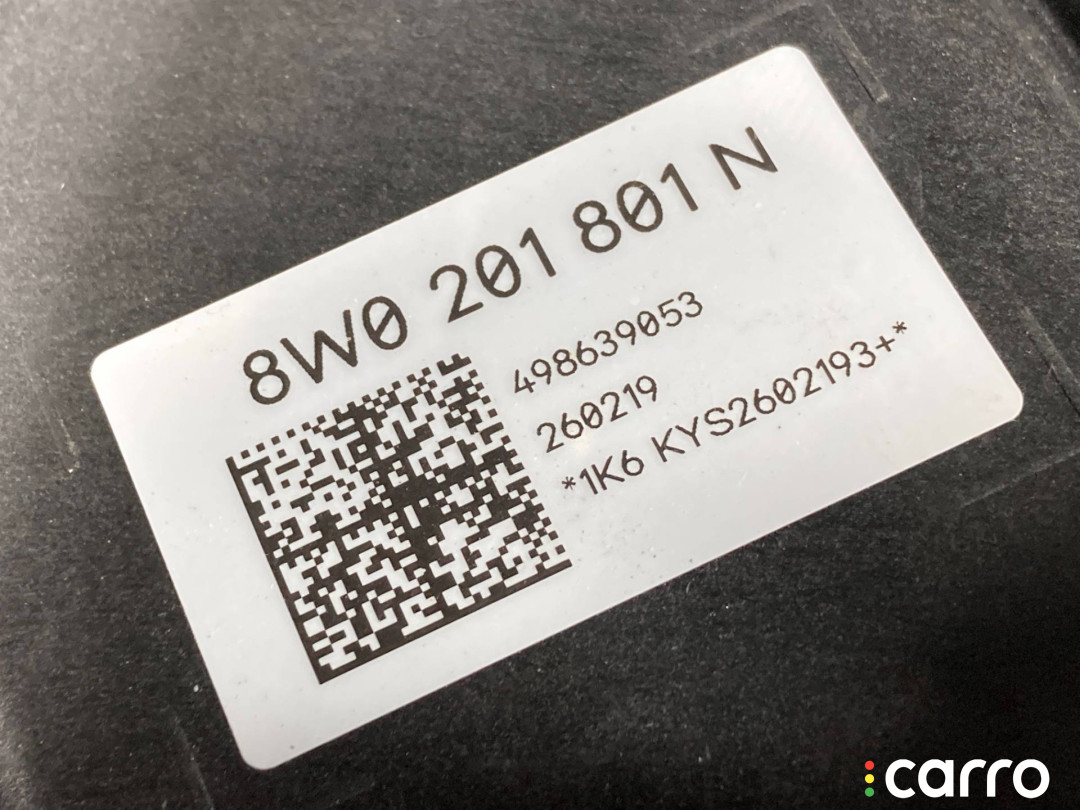 8W0 201 801 N
498639053
260219
*1K6 KYS2602193+*
carro